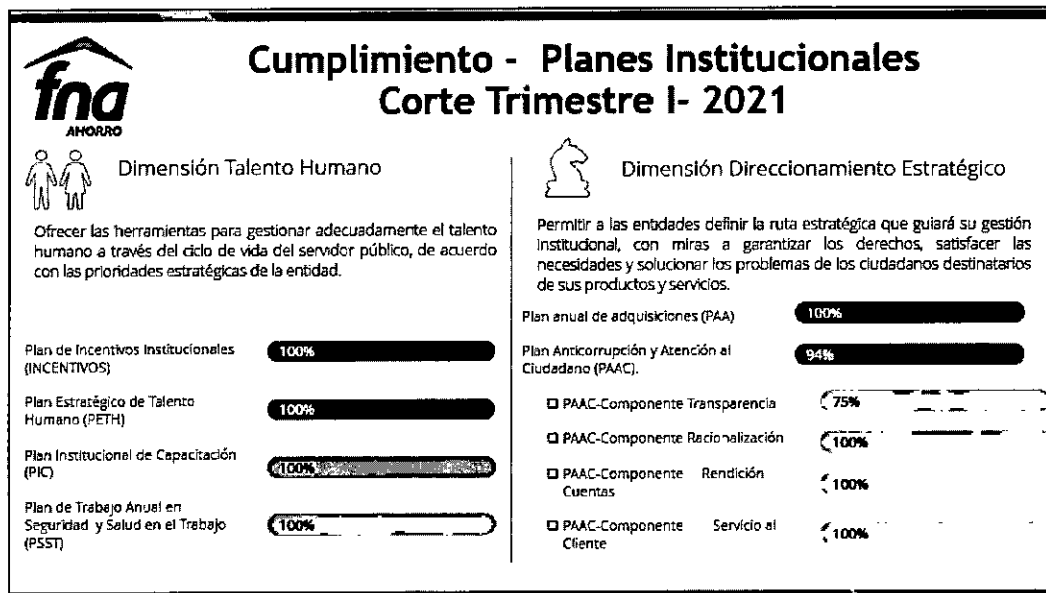 fna
AHORRO
Cumplimiento - Planes Institucionales
Corte Trimestre I- 2021
Dimensión Talento Humano
Ofrecer las herramientas para gestionar adecuadamente el talento
humano a través del ciclo de vida del servidor público, de acuerdo
con las prioridades estratégicas de la entidad.
Plan de Incentivos Institucionales
(INCENTIVOS)
100%
Plan Estratégico de Talento
Humano (PETH)
100%
Plan Institucional de Capacitación
(PIC)
100%
Plan de Trabajo Anual en
Seguridad y Salud en el Trabajo
(PSST)
100%
Dimensión Direccionamiento Estratégico
Permitir a las entidades definir la ruta estratégica que guiará su gestión
institucional, con miras a garantizar los derechos, satisfacer las
necesidades y solucionar los problemas de los ciudadanos destinatarios
de sus productos y servicios.
Plan anual de adquisiciones (PAA)
100%
Plan Anticorrupción y Atención al
Ciudadano (PAAC).
94%
PAAC-Componente Transparencia
75%
PAAC-Componente Racionalización
100%
PAAC-Componente Rendición
Cuentas
100%
PAAC-Componente Servicio al
Cliente
100%